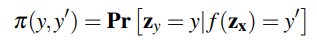 π(y, y′) = Pr [z_y = y|f(z_x) = y′]